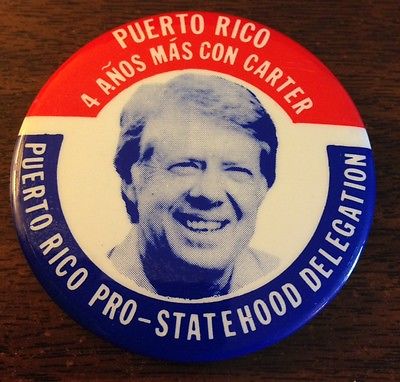 PUERTO RICO
4 AÑOS MÁS CON CARTER
PUERTO RICO PRO-STATEHOOD DELEGATION